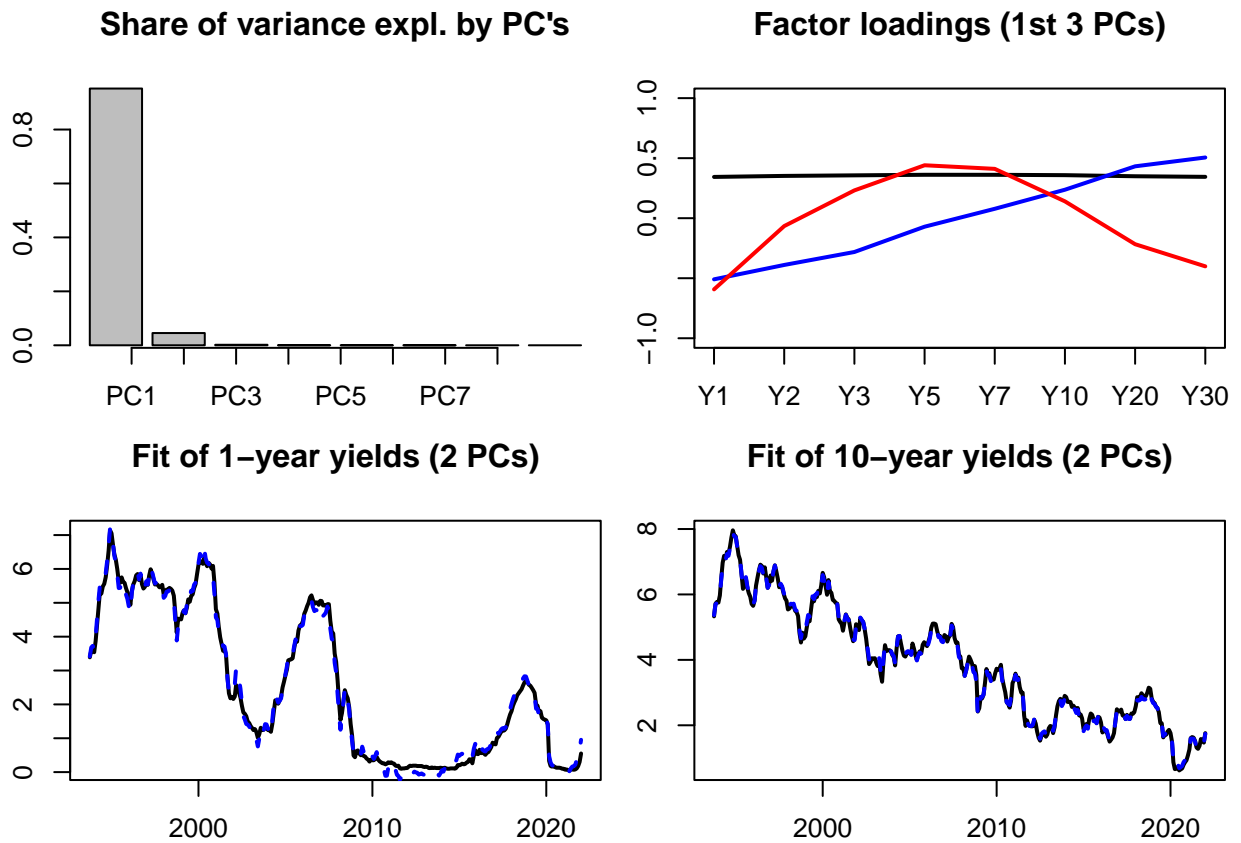 Share of variance expl. by PC's
0.8
0.4
0.0
PC1 PC3 PC5 PC7
Factor loadings (1st 3 PCs)
1.0
0.5
0.0
−1.0
Y1 Y2 Y3 Y5 Y7 Y10 Y20 Y30
Fit of 1−year yields (2 PCs)
6
4
2
0
2000 2010 2020
Fit of 10−year yields (2 PCs)
8
6
4
2
2000 2010 2020